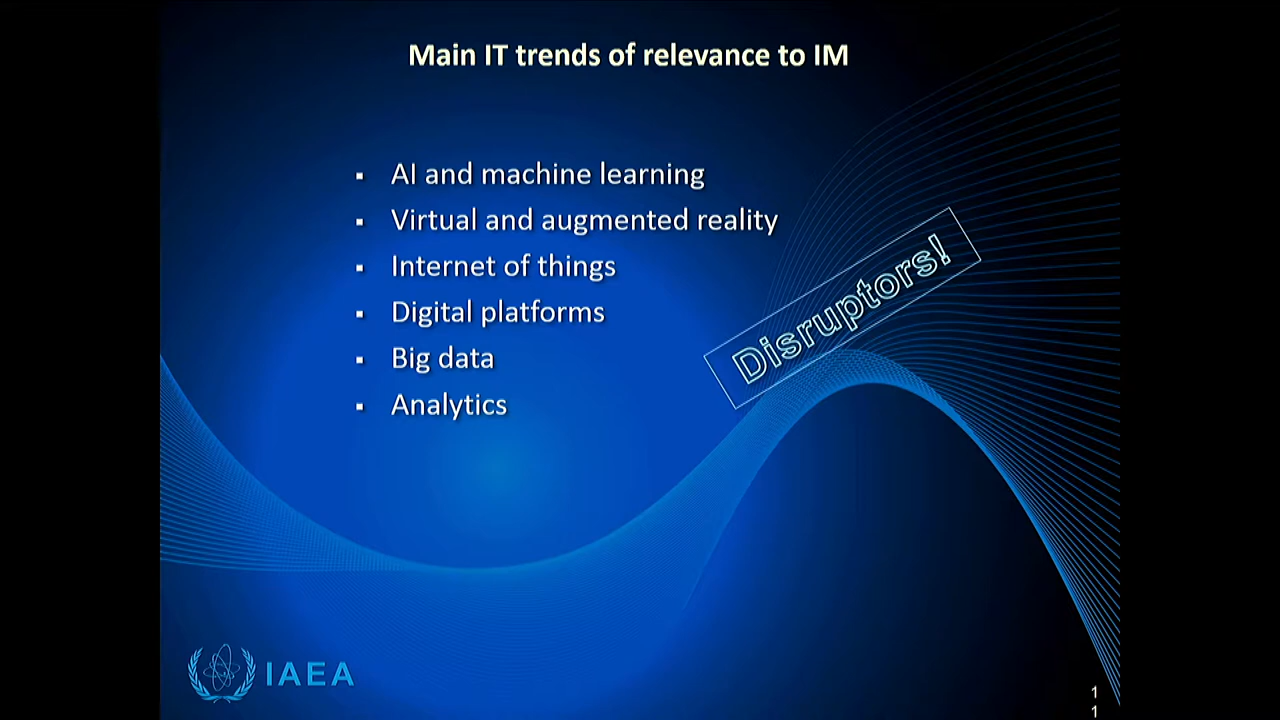 Main IT trends of relevance to IM
▪ AI and machine learning
▪ Virtual and augmented reality
▪ Internet of things
▪ Digital platforms
▪ Big data
▪ Analytics
Disruptors!
IAEA
1
1